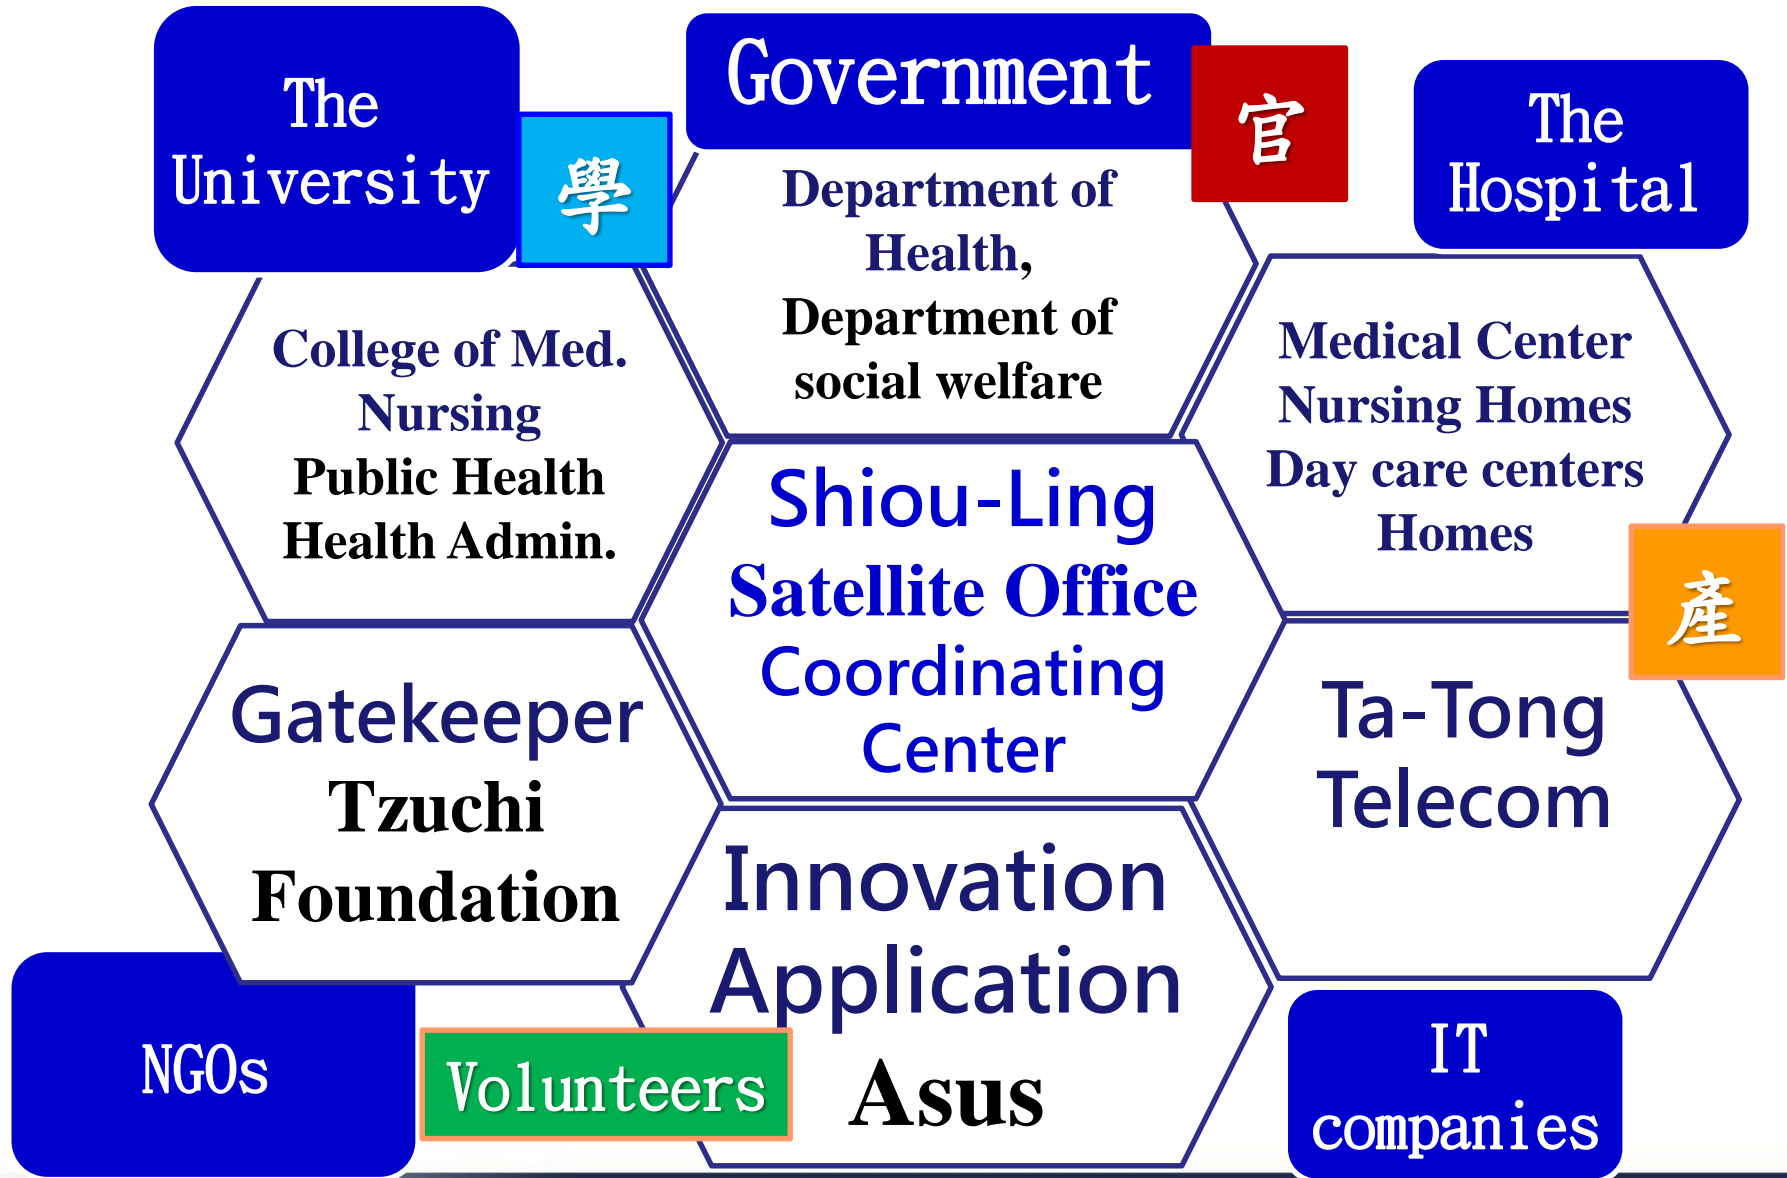 The
University
學
Government
官
The
Hospital
Department of
Health,
Department of
social welfare
College of Med.
Nursing
Public Health
Health Admin.
Medical Center
Nursing Homes
Day care centers
Homes
產
Shiou-Ling
Satellite Office
Coordinating
Center
Gatekeeper
Tzuchi
Foundation
Ta-Tong
Telecom
Innovation
Application
Asus
NGOs
Volunteers
IT
companies